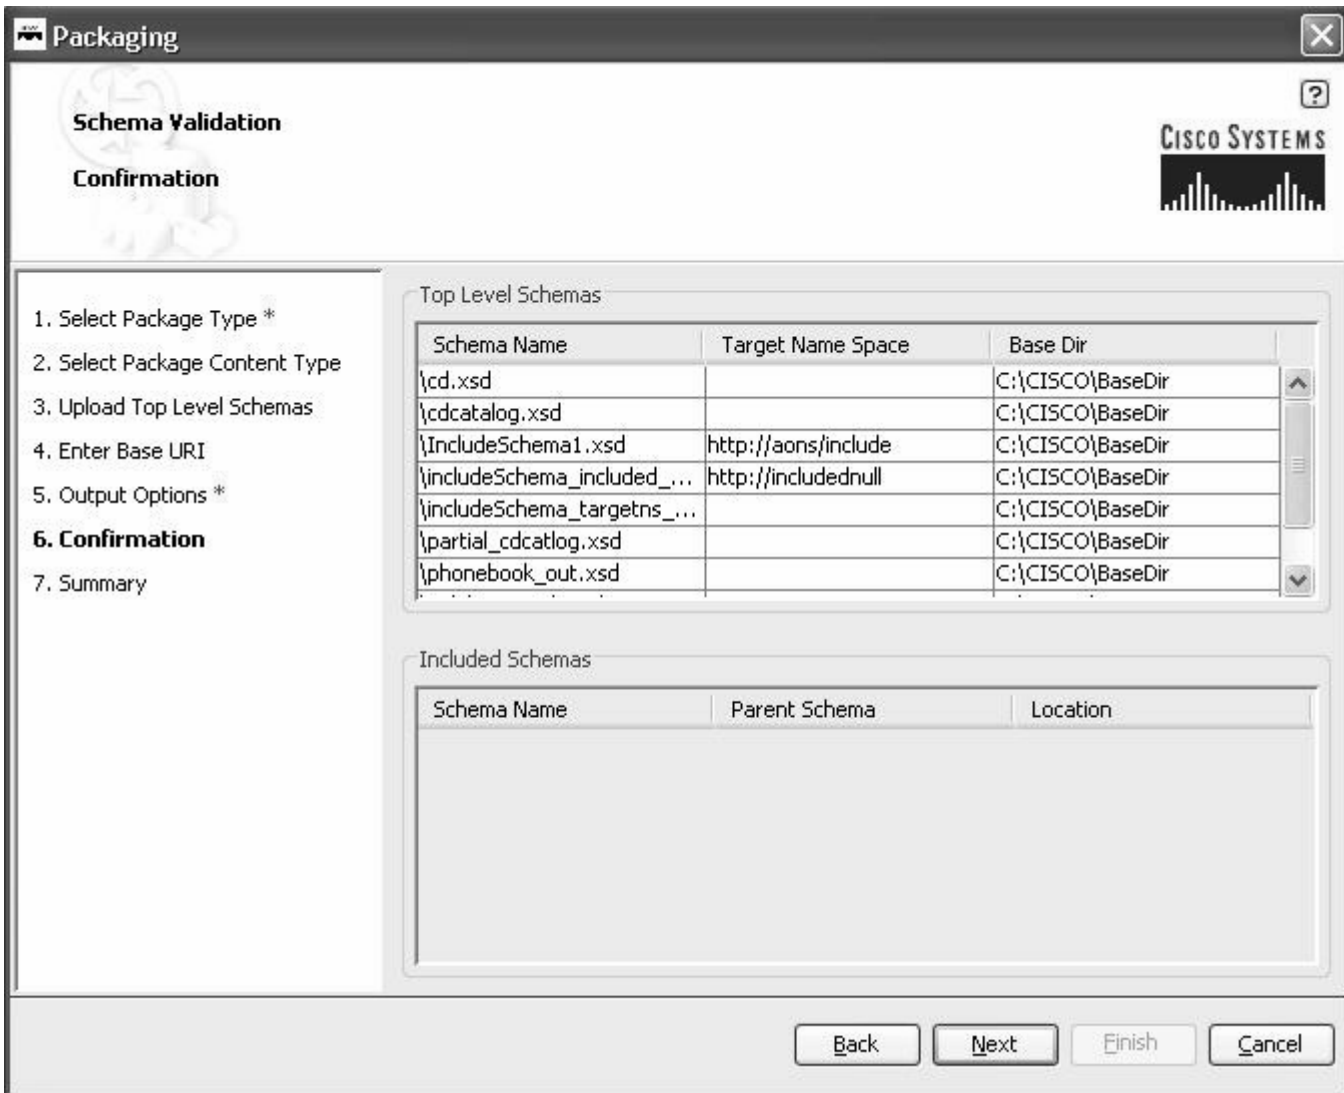 Packaging
?
Schema Validation
CISCO SYSTEMS
Confirmation
1. Select Package Type *
2. Select Package Content Type
3. Upload Top Level Schemas
4. Enter Base URI
5. Output Options *
6. Confirmation
7. Summary
Top Level Schemas
Schema Name Target Name Space Base Dir
\cd.xsd C:\CISCO\BaseDir
\cdcatalog.xsd C:\CISCO\BaseDir
\IncludeSchema1.xsd http://aons/include C:\CISCO\BaseDir
\includeSchema_included_... http://includednull C:\CISCO\BaseDir
\includeSchema_targetns_... C:\CISCO\BaseDir
\partial_cdcatlog.xsd C:\CISCO\BaseDir
\phonebook_out.xsd C:\CISCO\BaseDir
Included Schemas
Schema Name Parent Schema Location
Back Next Finish Cancel